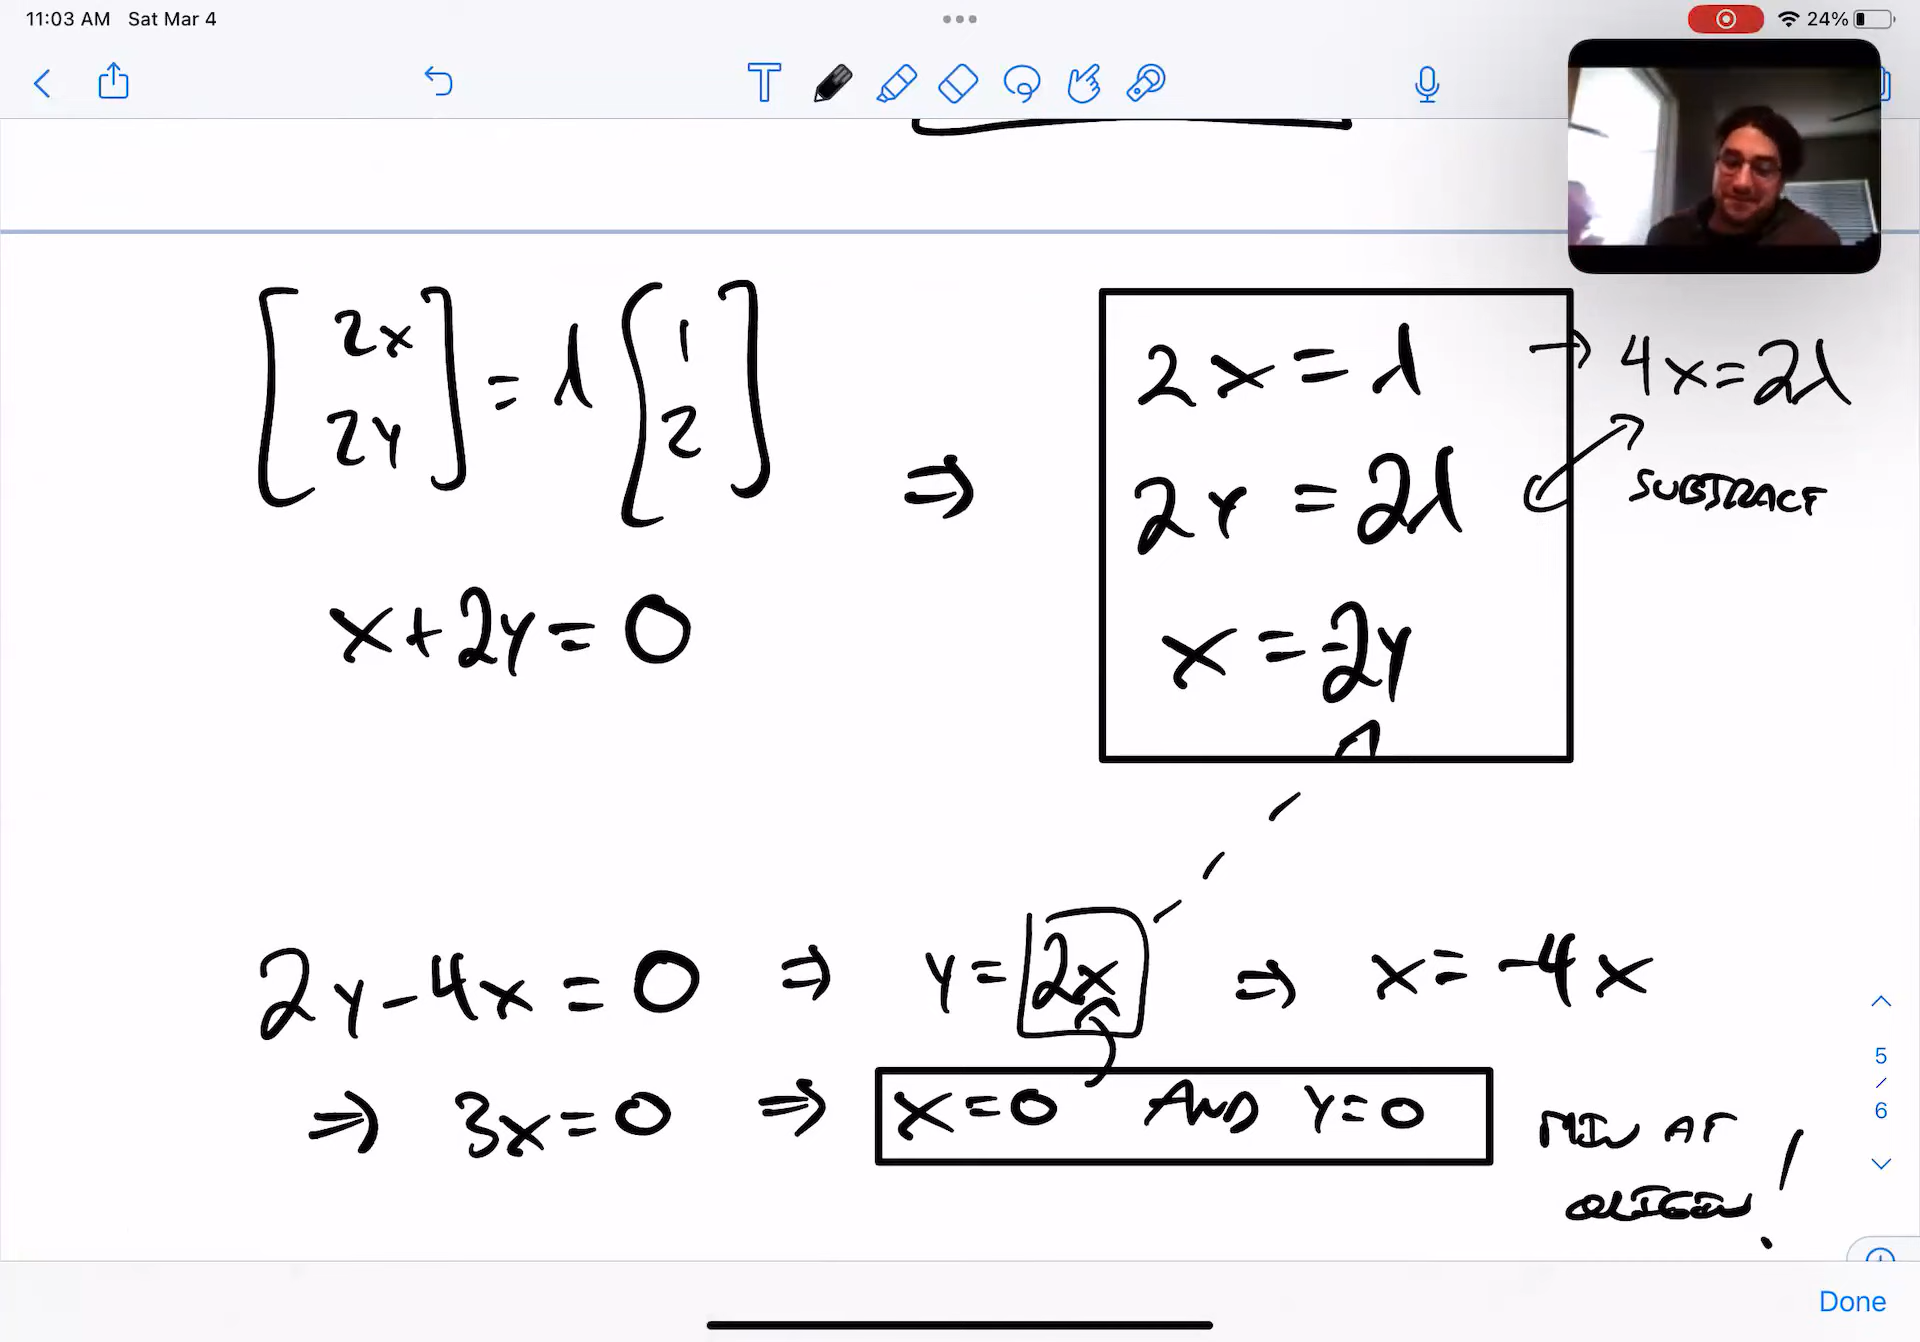 11:03 AM Sat Mar 4
24%
T
[2x 2y] = λ [1 2]
x+2y=0
⇒
2x=λ → 4x=2λ
2y=2λ SUBTRACT
x=-2y
2y-4x=0 ⇒ y=2x ⇒ x=-4x
⇒ 3x=0 ⇒ x=0 AND y=0
MIN AT
ORIGIN!
5
/
6
Done